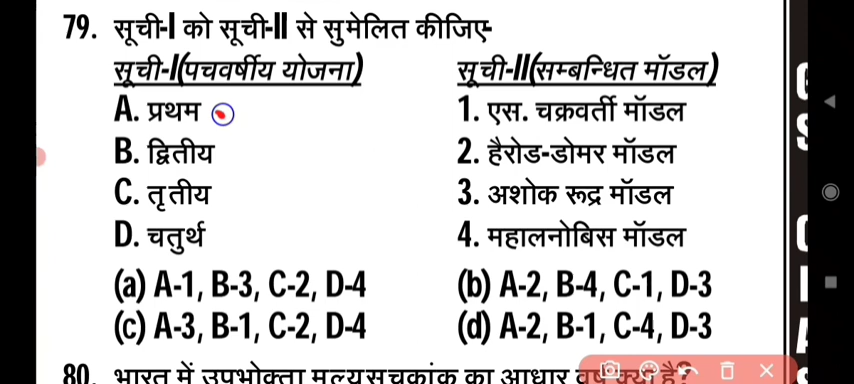 79. सूची-I को सूची-II से सुमेलित कीजिए-
सूची-I(पचवर्षीय योजना) सूची-II(सम्बन्धित मॉडल)
A. प्रथम 1. एस. चक्रवर्ती मॉडल
B. द्वितीय 2. हैरोड-डोमर मॉडल
C. तृतीय 3. अशोक रूद्र मॉडल
D. चतुर्थ 4. महालनोबिस मॉडल
(a) A-1, B-3, C-2, D-4 (b) A-2, B-4, C-1, D-3
(c) A-3, B-1, C-2, D-4 (d) A-2, B-1, C-4, D-3
80. भारत में उपभोक्ता मूल्यसूचकांक का आधार वर्ष क्या है?